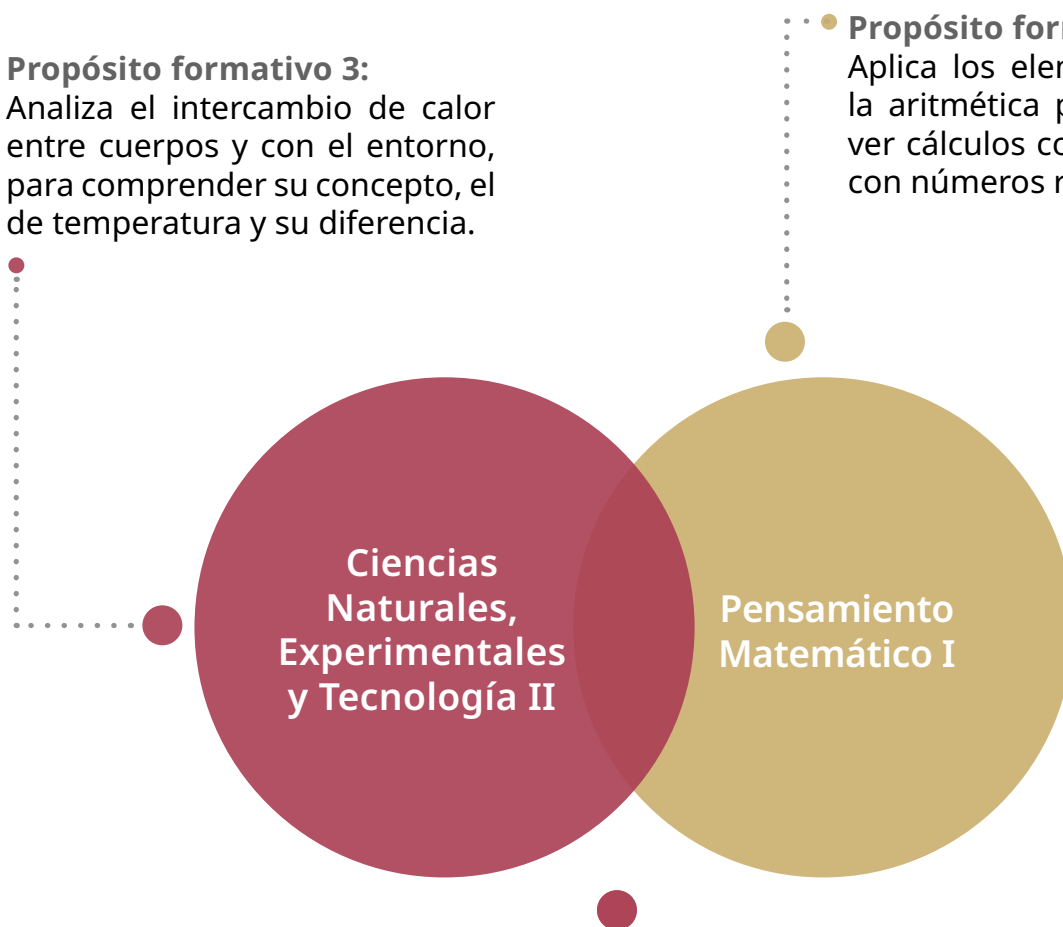 Propósito formativo 3:
Analiza el intercambio de calor
entre cuerpos y con el entorno,
para comprender su concepto, el
de temperatura y su diferencia.
Propósito
Aplica los
la aritmética
ver cálculos
con números
Ciencias
Naturales,
Experimentales
y Tecnología II
Pensamiento
Matemático I